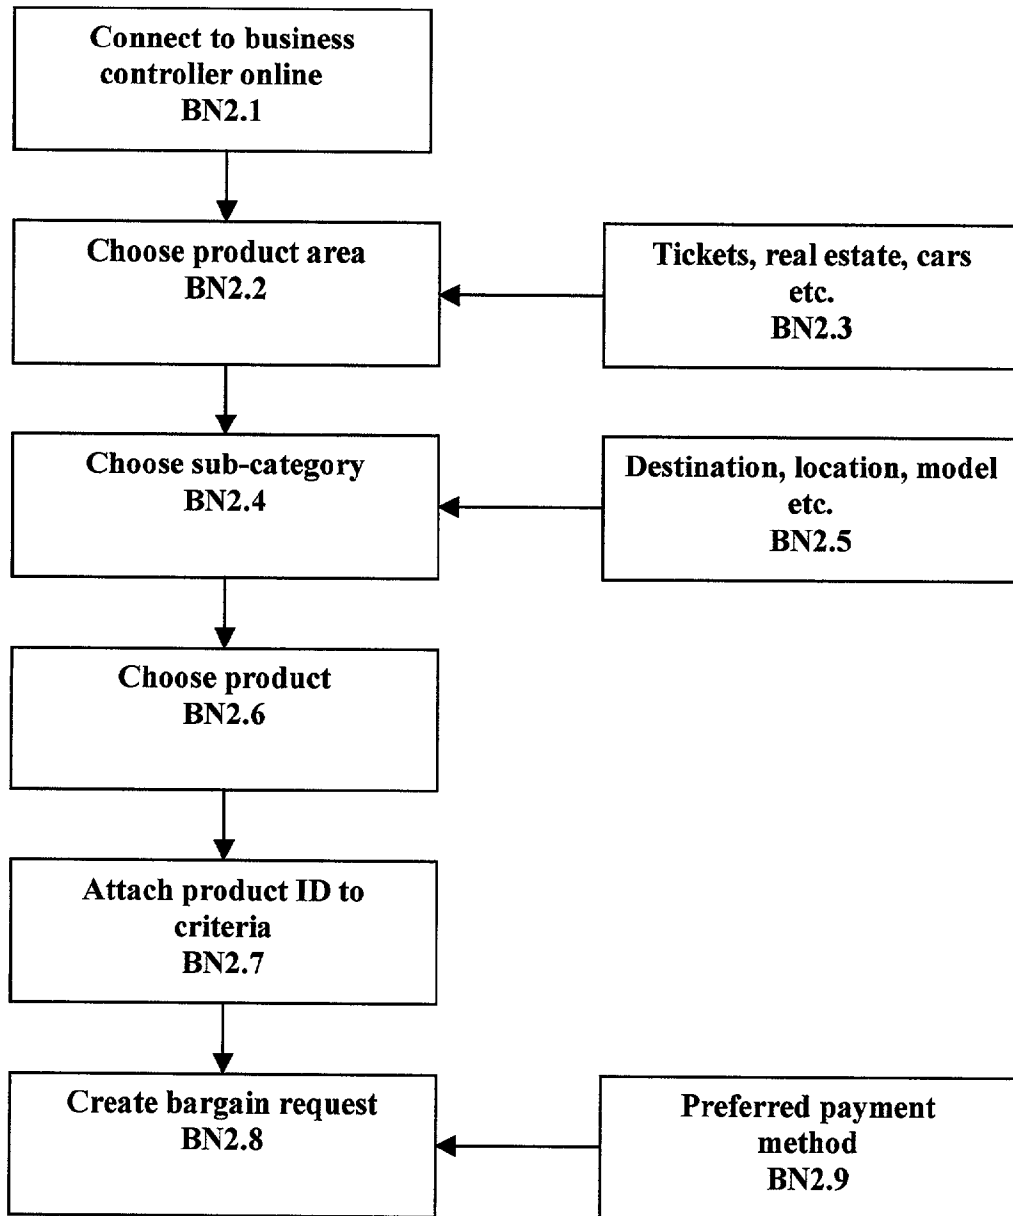 Connect to business
controller online
BN2.1
Choose product area
BN2.2
Tickets, real estate, cars
etc.
BN2.3
Choose sub-category
BN2.4
Destination, location, model
etc.
BN2.5
Choose product
BN2.6
Attach product ID to
criteria
BN2.7
Create bargain request
BN2.8
Preferred payment
method
BN2.9